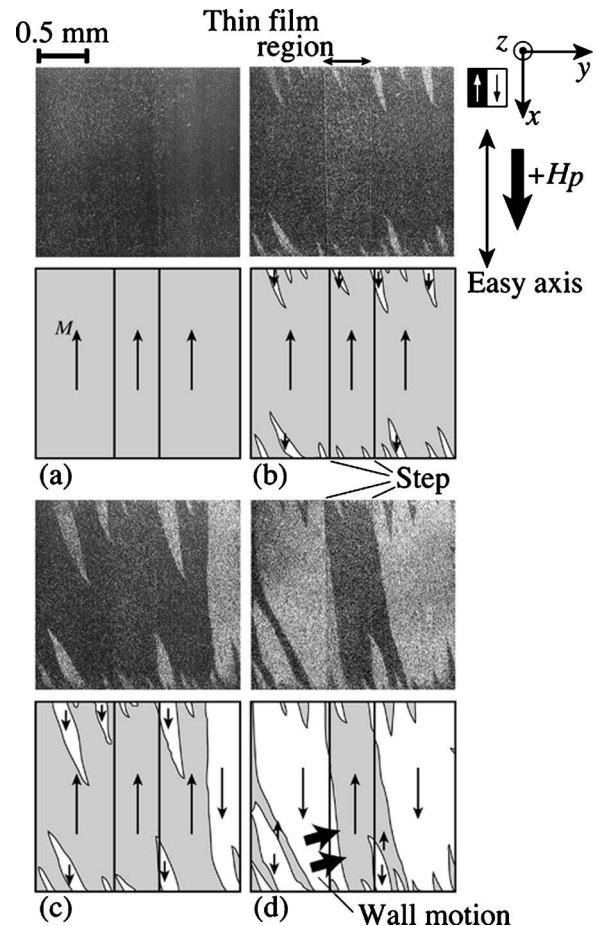 0.5 mm
Thin film
region
z
y
x
+Hp
Easy axis
M
(a)
(b)
Step
(c)
(d)
Wall motion